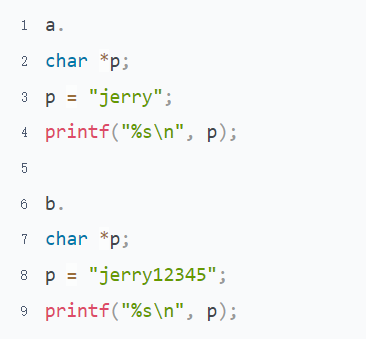 1 a.
2 char *p;
3 p = "jerry";
4 printf("%s\n", p);
5
6 b.
7 char *p;
8 p = "jerry12345";
9 printf("%s\n", p);